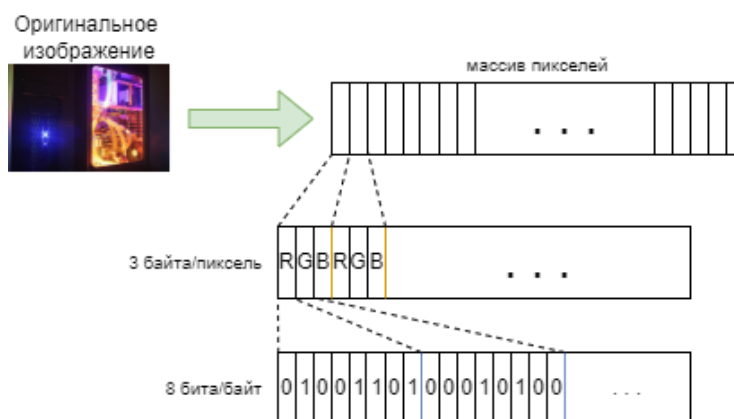 Оригинальное
изображение
массив пикселей
. . .
3 байта/пиксель
R G B R G B
. . .
8 бита/байт
0 1 0 0 1 1 0 1 0 0 0 1 0 1 0 0
. . .